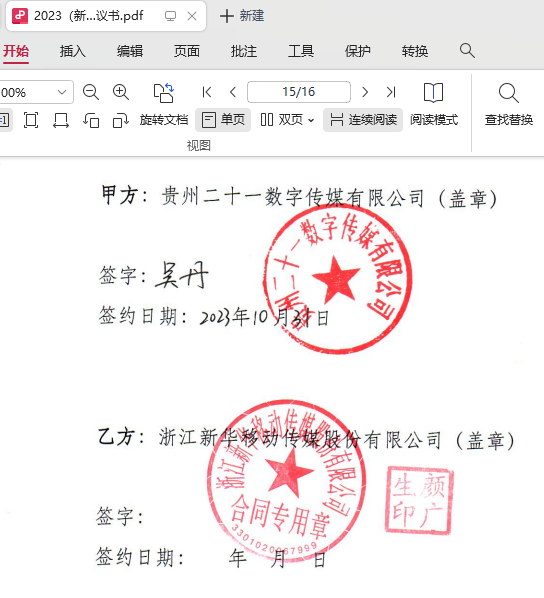 2023（新...议书.pdf
新建
开始 插入 编辑 页面 批注 工具 保护 转换
00% 15/16
旋转文档 单页 双页 连续阅读 阅读模式 查找替换
视图
甲方：贵州二十一数字传媒有限公司（盖章）
贵州二十一数字传媒有限公司
签字：吴丹
签约日期：2023年10月31日
乙方：浙江新华移动传媒股份有限公司（盖章）
浙江新华移动传媒股份有限公司
合同专用章
签字：
颜广生印
签约日期： 年 月 日